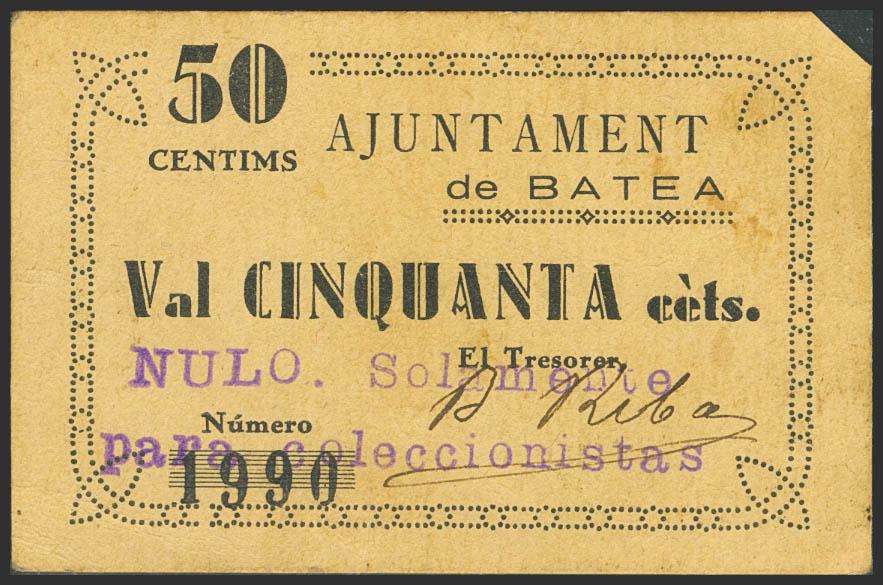 50
CENTIMS
AJUNTAMENT
de BATEA
Val CINQUANTA cèts.
NULO. Solamente
El Tresorer,
Número
para coleccionistas
1990